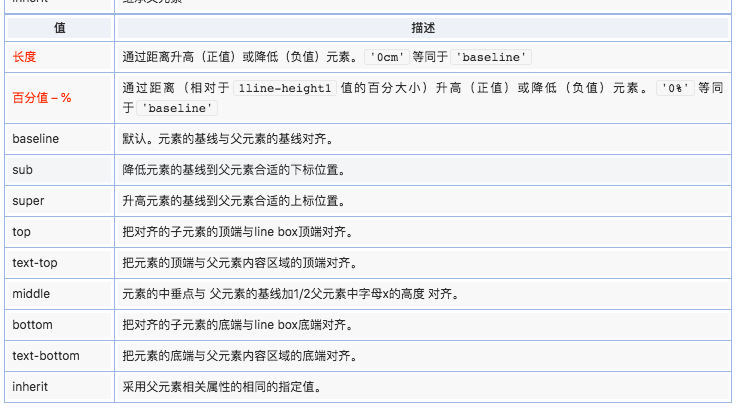 值 描述
长度 通过距离升高（正值）或降低（负值）元素。 '0cm' 等同于 'baseline'
百分值 – % 通过距离（相对于 1line-height1 值的百分大小）升高（正值）或降低（负值）元素。 '0%' 等同
于 'baseline'
baseline 默认。元素的基线与父元素的基线对齐。
sub 降低元素的基线到父元素合适的下标位置。
super 升高元素的基线到父元素合适的上标位置。
top 把对齐的子元素的顶端与line box顶端对齐。
text-top 把元素的顶端与父元素内容区域的顶端对齐。
middle 元素的中垂点与 父元素的基线加1/2父元素中字母x的高度 对齐。
bottom 把对齐的子元素的底端与line box底端对齐。
text-bottom 把元素的底端与父元素内容区域的底端对齐。
inherit 采用父元素相关属性的相同的指定值。